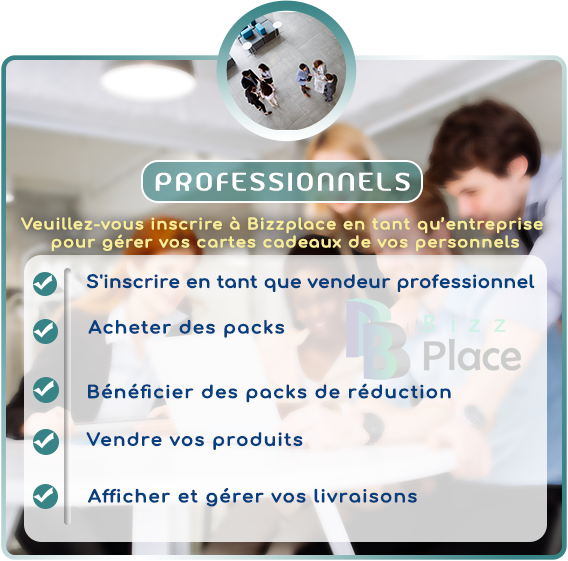 PROFESSIONNELS
Veuillez-vous inscrire à Bizzplace en tant qu'entreprise
pour gérer vos cartes cadeaux de vos personnels
S'inscrire en tant que vendeur professionnel
Acheter des packs
BIZZ
Place
Bénéficier des packs de réduction
Vendre vos produits
Afficher et gérer vos livraisons